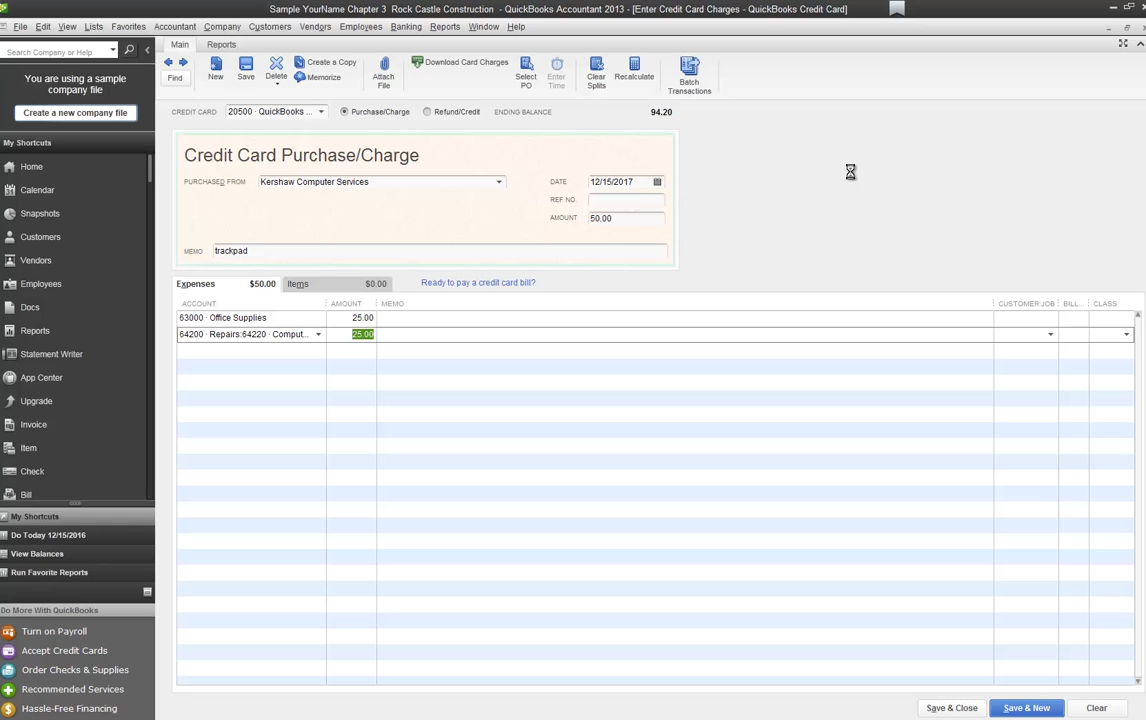 Sample YourName Chapter 3 Rock Castle Construction - QuickBooks Accountant 2013 - [Enter Credit Card Charges - QuickBooks Credit Card]
File Edit View Lists Favorites Accountant Company Customers Vendors Employees Banking Reports Window Help
Search Company or Help
You are using a sample
company file
Create a new company file
My Shortcuts
Home
Calendar
Snapshots
Customers
Vendors
Employees
Docs
Reports
Statement Writer
App Center
Upgrade
Invoice
Item
Check
Bill
My Shortcuts
Do Today 12/15/2016
View Balances
Run Favorite Reports
Do More With QuickBooks
Turn on Payroll
Accept Credit Cards
Order Checks & Supplies
Recommended Services
Hassle-Free Financing
Main Reports
Find
New
Save
Delete
Create a Copy
Memorize
Attach
File
Download Card Charges
Select
PO
Enter
Time
Clear
Splits
Recalculate
Batch
Transactions
CREDIT CARD 20500 · QuickBooks ... Purchase/Charge Refund/Credit ENDING BALANCE 94.20
Credit Card Purchase/Charge
PURCHASED FROM Kershaw Computer Services DATE 12/15/2017
REF NO.
AMOUNT 50.00
MEMO trackpad
Expenses $50.00 Items $0.00 Ready to pay a credit card bill?
ACCOUNT AMOUNT MEMO CUSTOMER:JOB BILL... CLASS
63000 · Office Supplies 25.00
64200 · Repairs:64220 · Comput... 25.00
Save & Close Save & New Clear